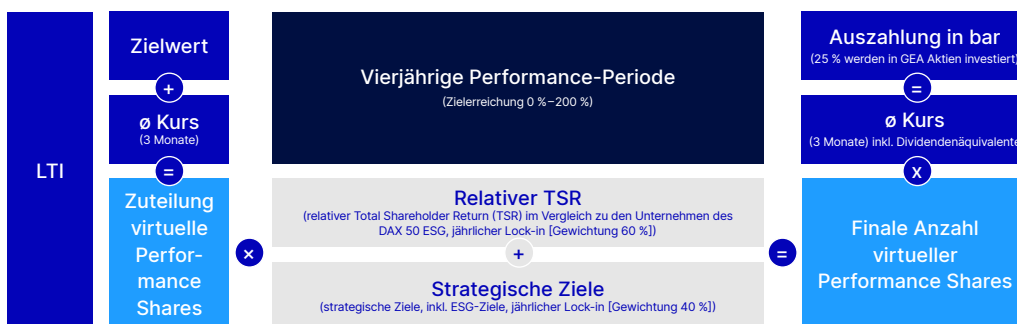 LTI
Zielwert
+
ø Kurs
(3 Monate)
=
Zuteilung
virtuelle
Perfor-
mance
Shares
×
Vierjährige Performance-Periode
(Zielerreichung 0 %–200 %)
Relativer TSR
(relativer Total Shareholder Return (TSR) im Vergleich zu den Unternehmen des
DAX 50 ESG, jährlicher Lock-in [Gewichtung 60 %])
+
Strategische Ziele
(strategische Ziele, inkl. ESG-Ziele, jährlicher Lock-in [Gewichtung 40 %])
=
Auszahlung in bar
(25 % werden in GEA Aktien investiert)
=
ø Kurs
(3 Monate) inkl. Dividendenäquivalente
x
Finale Anzahl
virtueller
Performance Shares